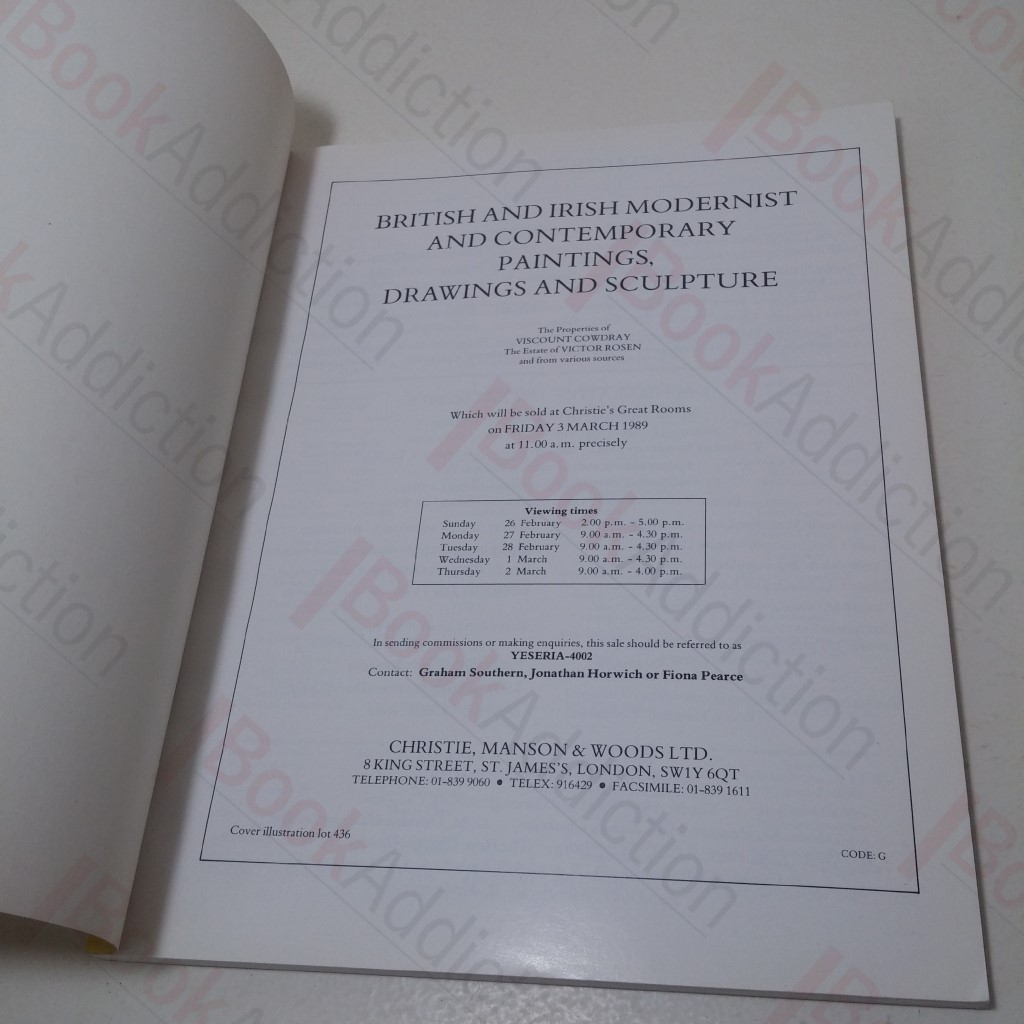 BRITISH AND IRISH MODERNIST
AND CONTEMPORARY
PAINTINGS,
DRAWINGS AND SCULPTURE
The Properties of
VISCOUNT COWDRAY
The Estate of VICTOR ROSEN
and from various sources
Which will be sold at Christie's Great Rooms
on FRIDAY 3 MARCH 1989
at 11.00 a.m. precisely
Viewing times
Sunday 26 February 2.00 p.m. - 5.00 p.m.
Monday 27 February 9.00 a.m. - 4.30 p.m.
Tuesday 28 February 9.00 a.m. - 4.30 p.m.
Wednesday 1 March 9.00 a.m. - 4.30 p.m.
Thursday 2 March 9.00 a.m. - 4.00 p.m.
In sending commissions or making enquiries, this sale should be referred to as
YESERIA-4002
Contact: Graham Southern, Jonathan Horwich or Fiona Pearce
CHRISTIE, MANSON & WOODS LTD.
8 KING STREET, ST. JAMES'S, LONDON, SW1Y 6QT
TELEPHONE: 01-839 9060 • TELEX: 916429 • FACSIMILE: 01-839 1611
Cover illustration lot 436
CODE: G
BookAddiction